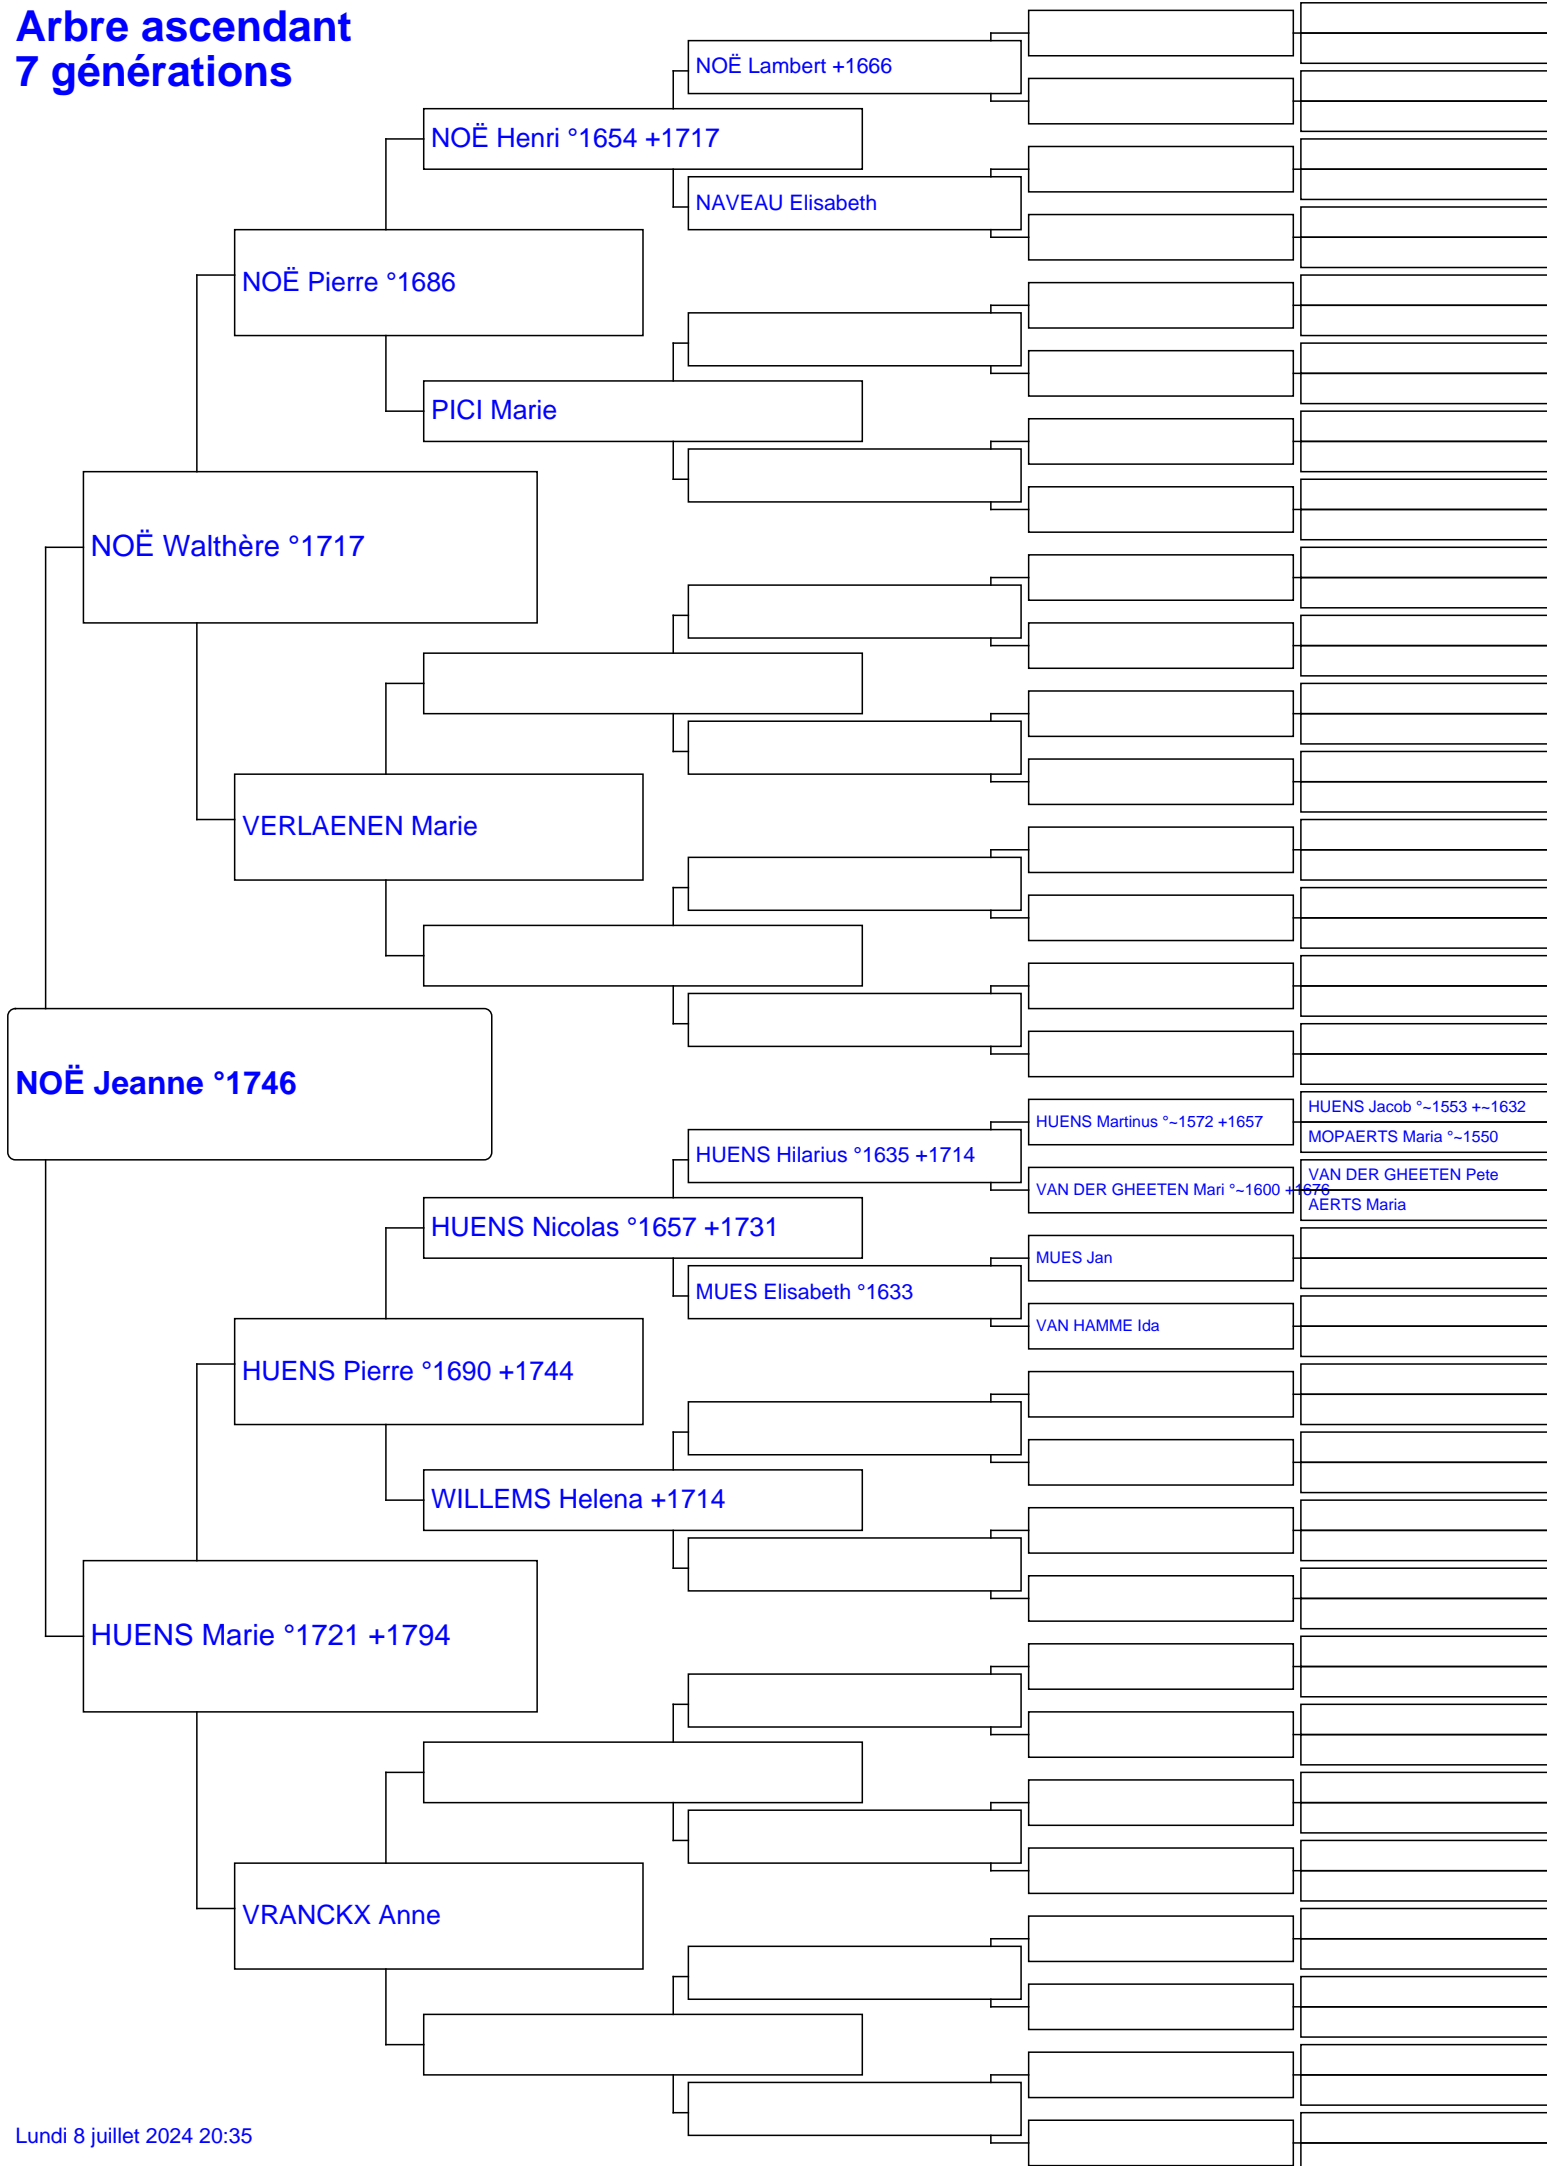 Arbre ascendant
7 générations
NOË Lambert +1666
NOË Henri °1654 +1717
NAVEAU Elisabeth
NOË Pierre °1686
PICI Marie
NOË Walthère °1717
VERLAENEN Marie
NOË Jeanne °1746
HUENS Jacob °~1553 +~1632
HUENS Martinus °~1572 +1657
MOPAERTS Maria °~1550
HUENS Hilarius °1635 +1714
VAN DER GHEETEN Pete
VAN DER GHEETEN Mari °~1600 +1676
AERTS Maria
HUENS Nicolas °1657 +1731
MUES Jan
MUES Elisabeth °1633
VAN HAMME Ida
HUENS Pierre °1690 +1744
WILLEMS Helena +1714
HUENS Marie °1721 +1794
VRANCKX Anne
Lundi 8 juillet 2024 20:35